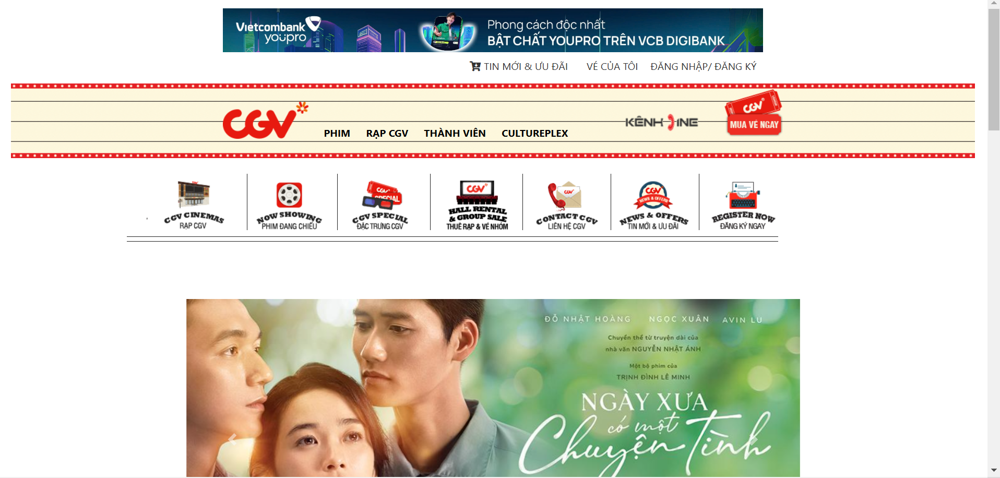 Vietcombank
youpro
Phong cách độc nhất
BẬT CHẤT YOUPRO TRÊN VCB DIGIBANK
TIN MỚI & ƯU ĐÃI VÉ CỦA TÔI ĐĂNG NHẬP/ ĐĂNG KÝ
CGV
PHIM RẠP CGV THÀNH VIÊN CULTUREPLEX
KÊNH CINE
CGV
MUA VÉ NGAY
CGV CINEMAS
RẠP CGV
NOW SHOWING
PHIM ĐANG CHIẾU
CGV
SPECIAL
CGV SPECIAL
ĐẶC TRƯNG CGV
CGV
HALL RENTAL
& GROUP SALE
THUÊ RẠP & VÉ NHÓM
CGV
CONTACT CGV
LIÊN HỆ CGV
CGV
NEWS & OFFERS
NEWS & OFFERS
TIN MỚI & ƯU ĐÃI
REGISTER NOW
ĐĂNG KÝ NGAY
ĐỖ NHẬT HOÀNG NGỌC XUÂN AVIN LU
Chuyển thể từ truyện dài của
nhà văn NGUYỄN NHẬT ÁNH
Một bộ phim của
TRỊNH ĐÌNH LÊ MINH
NGÀY XƯA
có một
Chuyện Tình